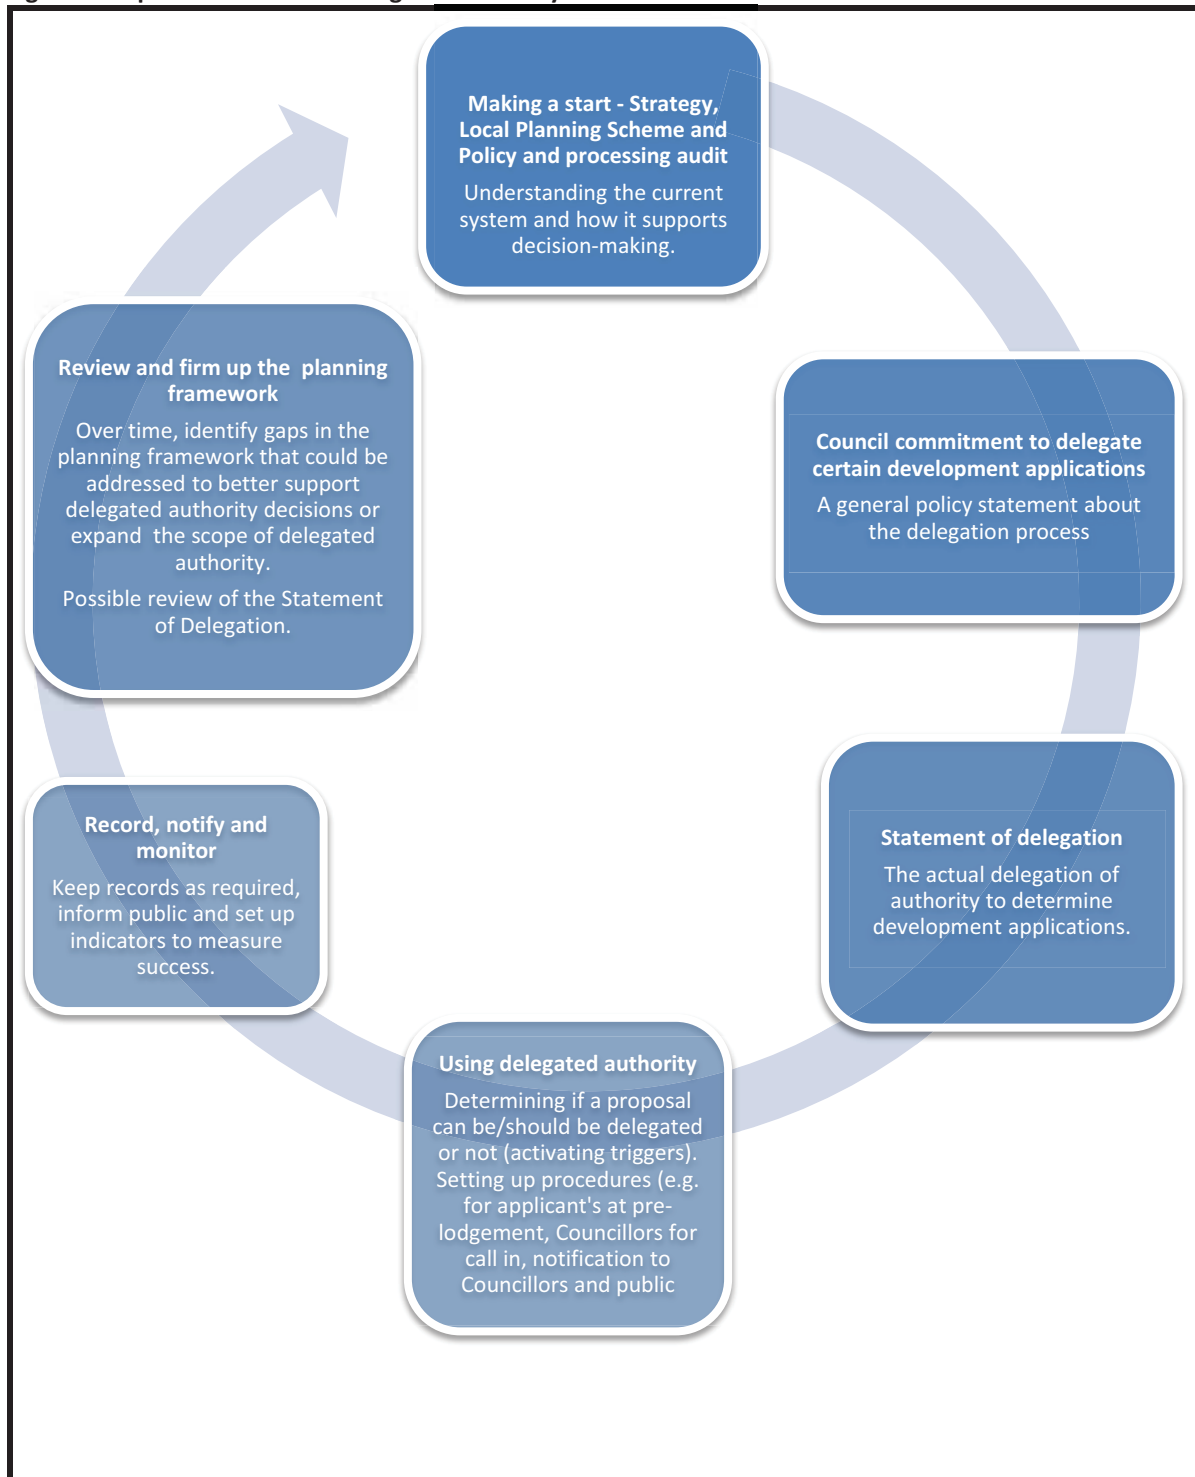 Making a start - Strategy,
Local Planning Scheme and
Policy and processing audit
Understanding the current
system and how it supports
decision-making.
Council commitment to delegate
certain development applications
A general policy statement about
the delegation process
Statement of delegation
The actual delegation of
authority to determine
development applications.
Using delegated authority
Determining if a proposal
can be/should be delegated
or not (activating triggers).
Setting up procedures (e.g.
for applicant's at pre-
lodgement, Councillors for
call in, notification to
Councillors and public
Record, notify and
monitor
Keep records as required,
inform public and set up
indicators to measure
success.
Review and firm up the planning
framework
Over time, identify gaps in the
planning framework that could be
addressed to better support
delegated authority decisions or
expand the scope of delegated
authority.
Possible review of the Statement
of Delegation.